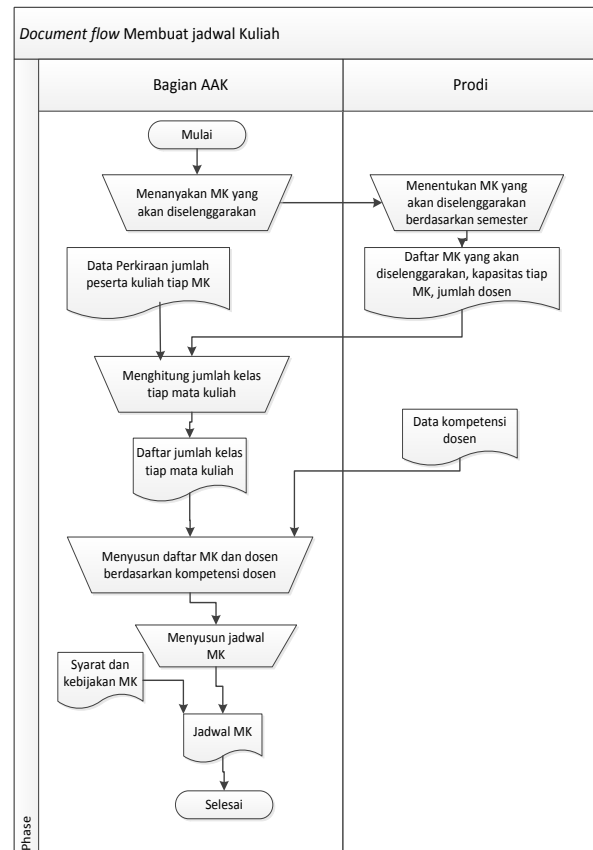 Document flow Membuat jadwal Kuliah
Bagian AAK
Prodi
Mulai
Menanyakan MK yang
akan diselenggarakan
Menentukan MK yang
akan diselenggarakan
berdasarkan semester
Data Perkiraan jumlah
peserta kuliah tiap MK
Daftar MK yang akan
diselenggarakan, kapasitas tiap
MK, jumlah dosen
Menghitung jumlah kelas
tiap mata kuliah
Data kompetensi
dosen
Daftar jumlah kelas
tiap mata kuliah
Menyusun daftar MK dan dosen
berdasarkan kompetensi dosen
Menyusun jadwal
MK
Syarat dan
kebijakan MK
Jadwal MK
Selesai
Phase